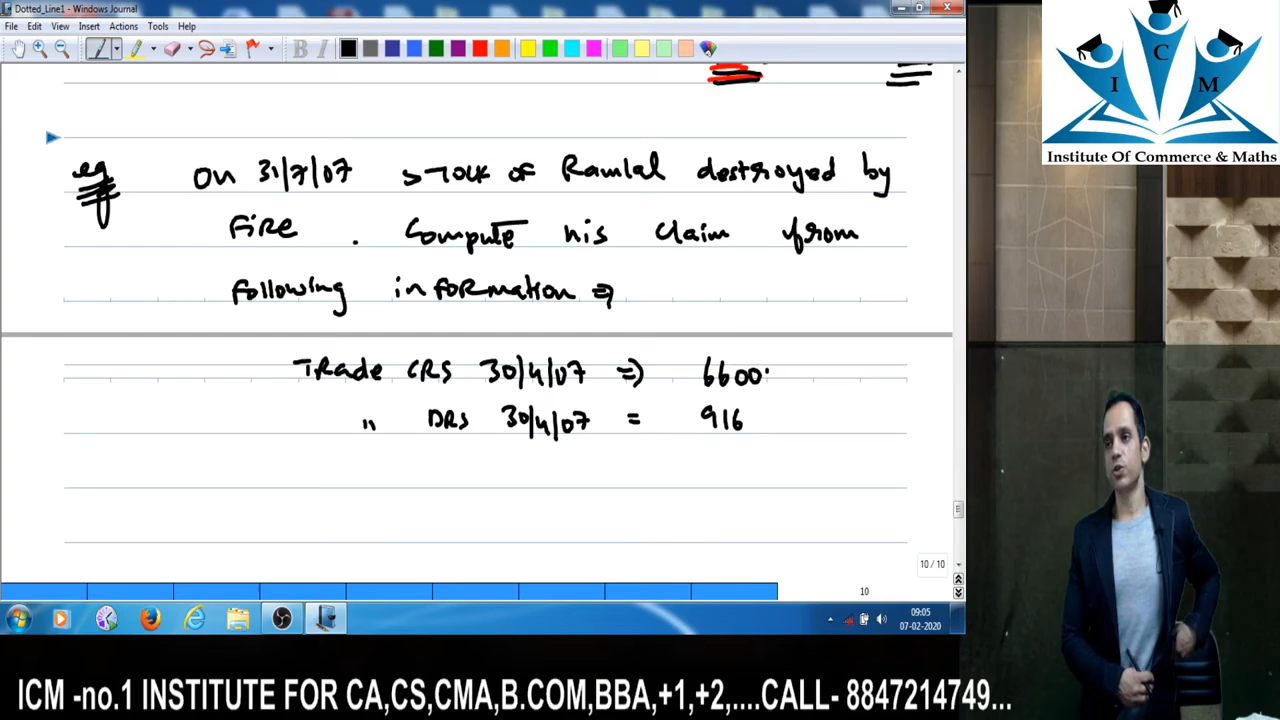 Dotted_Line1 - Windows Journal
File Edit View Insert Actions Tools Help
B I
eg On 31/7/07 stock of Ramlal destroyed by
Fire . Compute his claim from
following information ⇒
Trade CRS 30/4/07 ⇒ 6600
" DRS 30/4/07 = 916
10/10
10
09:05
07-02-2020
I C M
Institute Of Commerce & Maths
ICM -no.1 INSTITUTE FOR CA,CS,CMA,B.COM,BBA,+1,+2,....CALL- 8847214749...